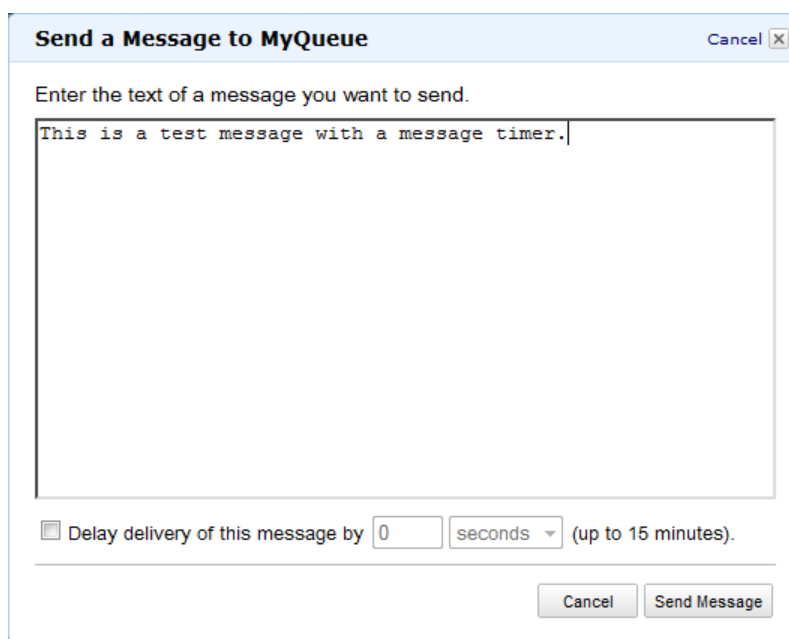 Send a Message to MyQueue Cancel
Enter the text of a message you want to send.
This is a test message with a message timer.
Delay delivery of this message by 0 seconds (up to 15 minutes).
Cancel Send Message